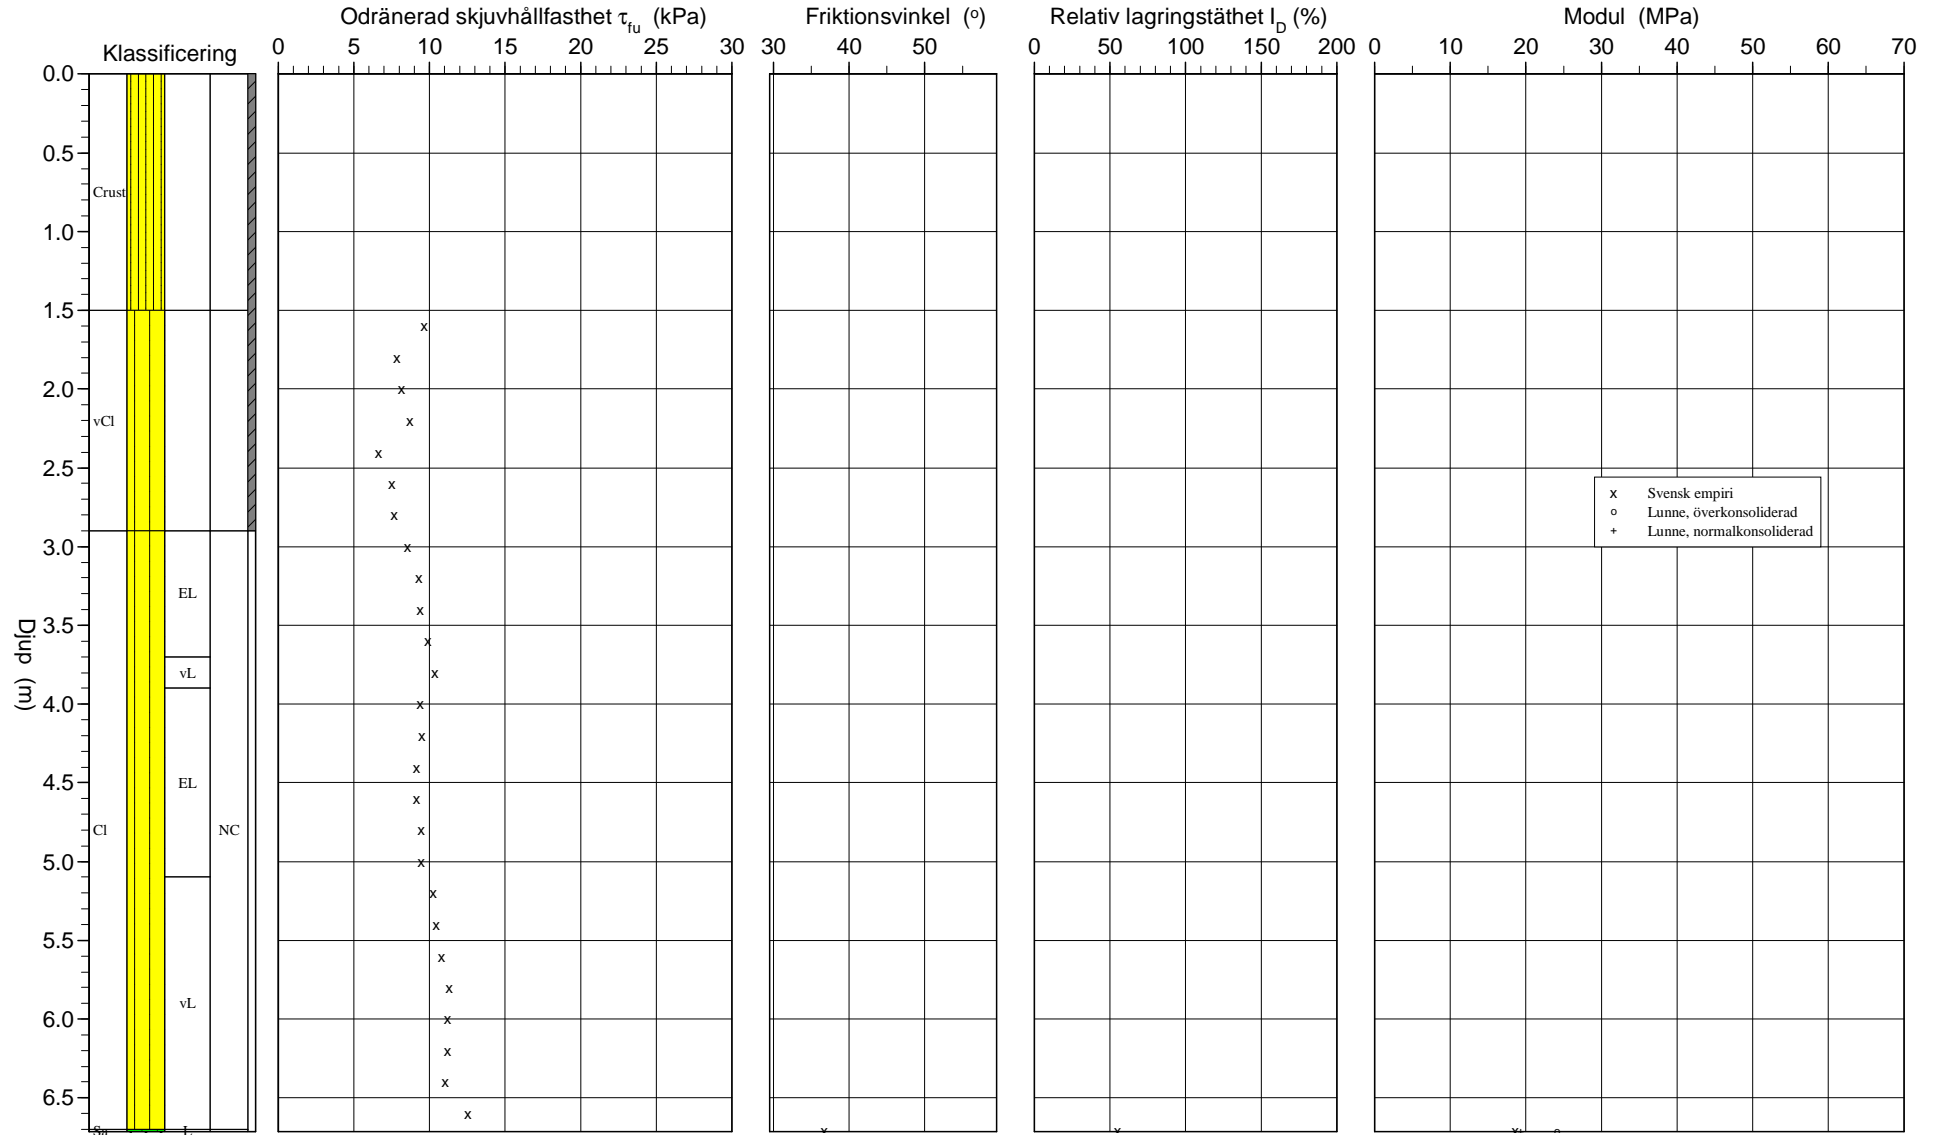 Odränerad skjuvhållfasthet τfu (kPa)
Friktionsvinkel (o)
Relativ lagringstäthet ID (%)
Modul (MPa)
Klassificering
0 5 10 15 20 25 30
30 40 50
0 50 100 150 200
0 10 20 30 40 50 60 70
0.0
0.5
Crust
1.0
1.5
2.0
vCl
2.5
x Svensk empiri
o Lunne, överkonsoliderad
+ Lunne, normalkonsoliderad
3.0
EL
3.5
Djup (m)
vL
4.0
EL
4.5
Cl
NC
5.0
5.5
vL
6.0
6.5
Sa
L